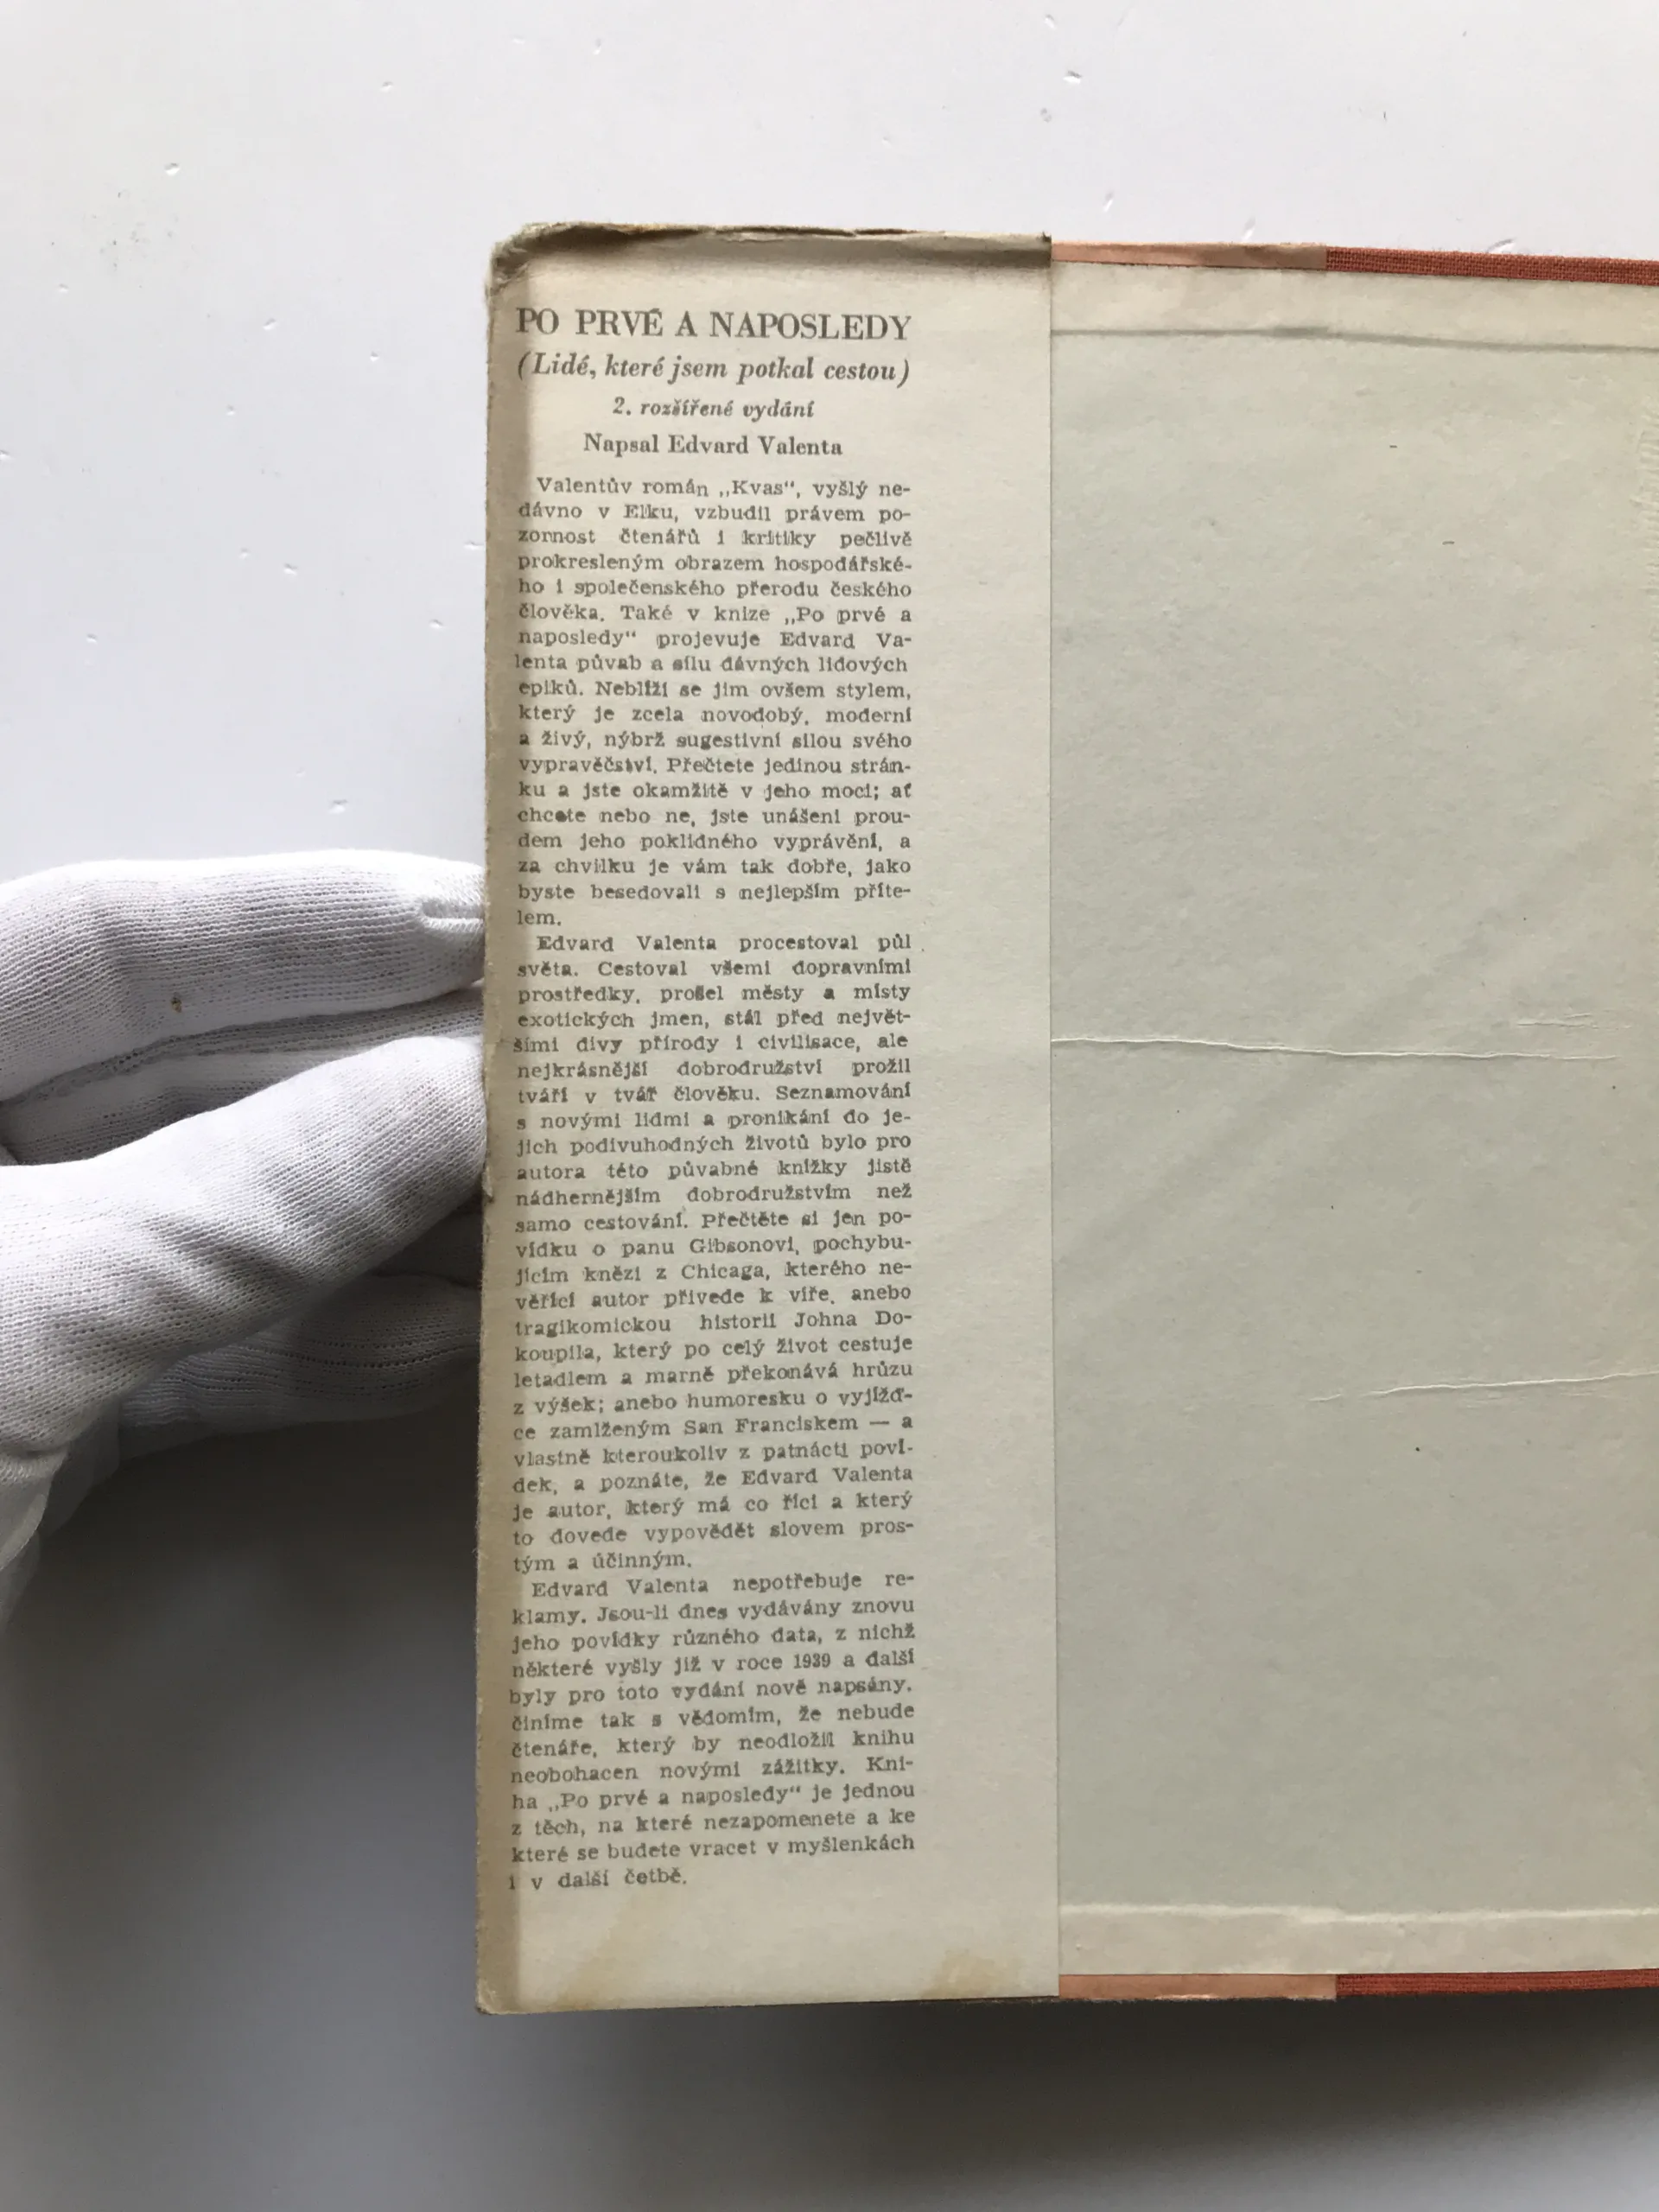 PO PRVÉ A NAPOSLEDY
(Lidé, které jsem potkal cestou)
2. rozšířené vydání
Napsal Edvard Valenta
Valentův román „Kvas“, vyšlý ne-
dávno v Elku, vzbudil právem po-
zornost čtenářů i kritiky pečlivě
prokresleným obrazem hospodářské-
ho i společenského přerodu českého
člověka. Také v knize „Po prvé a
naposledy“ projevuje Edvard Va-
lenta půvab a sílu dávných lidových
epiků. Neblíží se jim ovšem stylem,
který je zcela novodobý, moderní
a živý, nýbrž sugestivní silou svého
vypravěčství. Přečtete jedinou strán-
ku a jste okamžitě v jeho moci; ať
chcete nebo ne, jste unášeni prou-
dem jeho poklidného vyprávění, a
za chvilku je vám tak dobře, jako
byste besedovali s nejlepším příte-
lem.
Edvard Valenta procestoval půl
světa. Cestoval všemi dopravními
prostředky, prošel městy a místy
exotických jmen, stál před největ-
šími divy přírody i civilisace, ale
nejkrásnější dobrodružství prožil
tváří v tvář člověku. Seznamování
s novými lidmi a pronikání do je-
jich podivuhodných životů bylo pro
autora této půvabné knížky jistě
nádhernějším dobrodružstvím než
samo cestování. Přečtěte si jen po-
vídku o panu Gibsonovi, pochybu-
jícím knězi z Chicaga, kterého ne-
věřící autor přivede k víře, anebo
tragikomickou historii Johna Do-
koupila, který po celý život cestuje
letadlem a marně překonává hrůzu
z výšek; anebo humoresku o vyjížď-
ce zamlženým San Franciskem — a
vlastně kteroukoliv z patnácti poví-
dek, a poznáte, že Edvard Valenta
je autor, který má co říci a který
to dovede vypovědět slovem pros-
tým a účinným.
Edvard Valenta nepotřebuje re-
klamy. Jsou-li dnes vydávány znovu
jeho povídky různého data, z nichž
některé vyšly již v roce 1939 a další
byly pro toto vydání nově napsány,
činíme tak s vědomím, že nebude
čtenáře, který by neodložil knihu
neobohacen novými zážitky. Kni-
ha „Po prvé a naposledy“ je jednou
z těch, na které nezapomenete a ke
které se budete vracet v myšlenkách
i v další četbě.